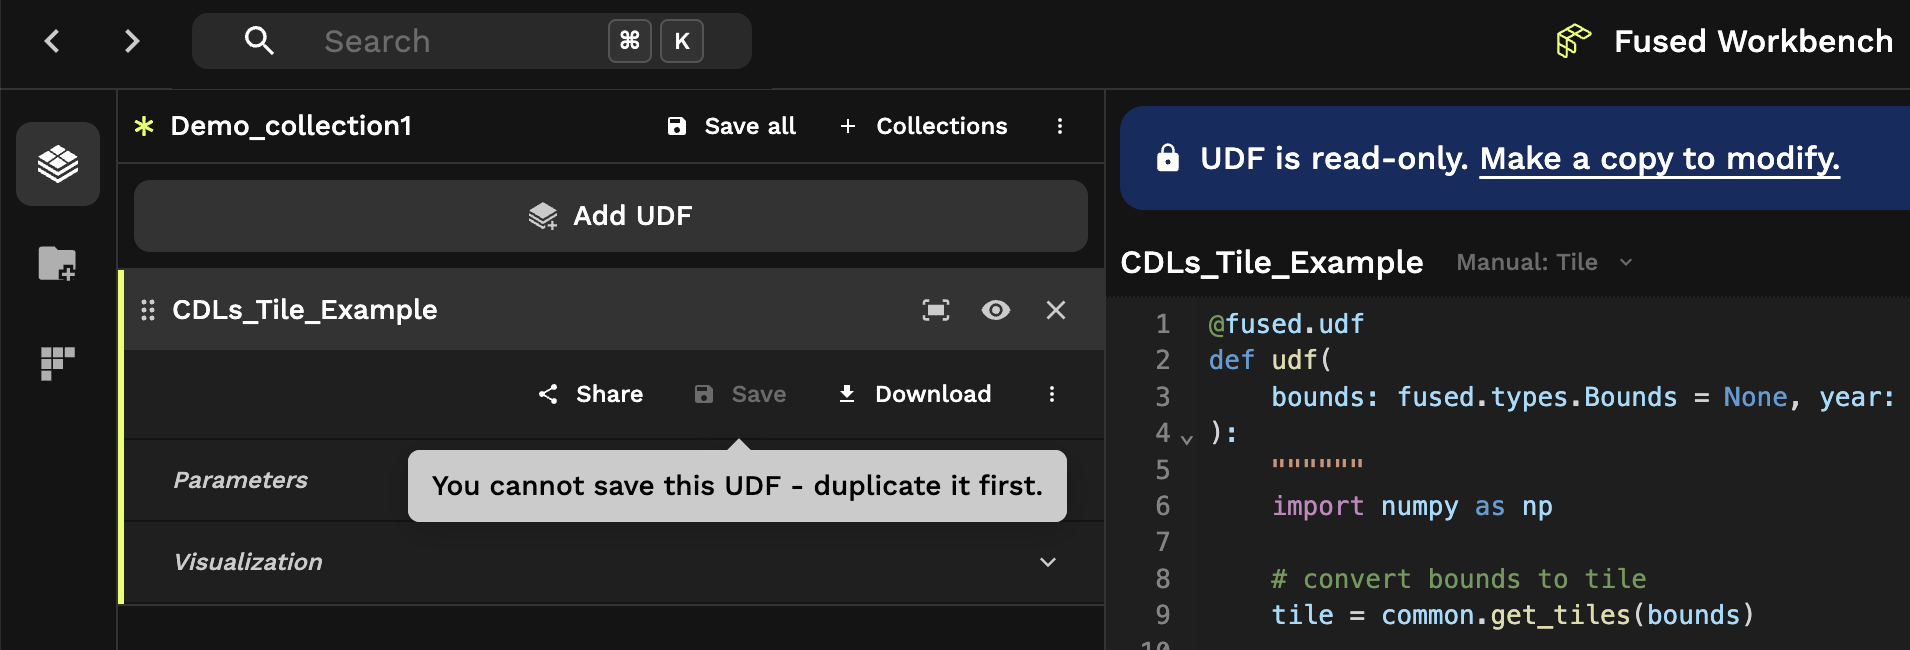 Search ⌘ K
Fused Workbench
Demo_collection1
Save all
+ Collections
Add UDF
CDLs_Tile_Example
Share
Save
Download
You cannot save this UDF - duplicate it first.
Parameters
Visualization
UDF is read-only. Make a copy to modify.
CDLs_Tile_Example Manual: Tile
1 @fused.udf
2 def udf(
3 bounds: fused.types.Bounds = None, year:
4 ):
5 """"""
6 import numpy as np
7
8 # convert bounds to tile
9 tile = common.get_tiles(bounds)
10